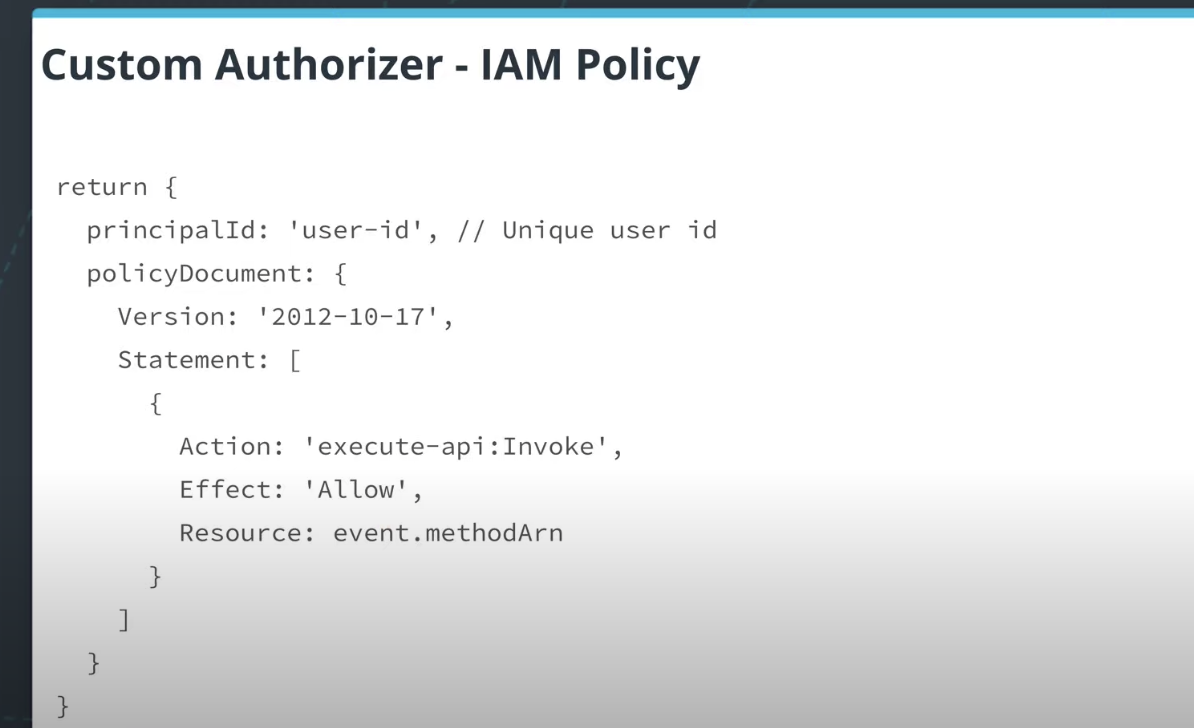 Custom Authorizer - IAM Policy
return {
principalId: 'user-id', // Unique user id
policyDocument: {
Version: '2012-10-17',
Statement: [
{
Action: 'execute-api:Invoke',
Effect: 'Allow',
Resource: event.methodArn
}
]
}
}